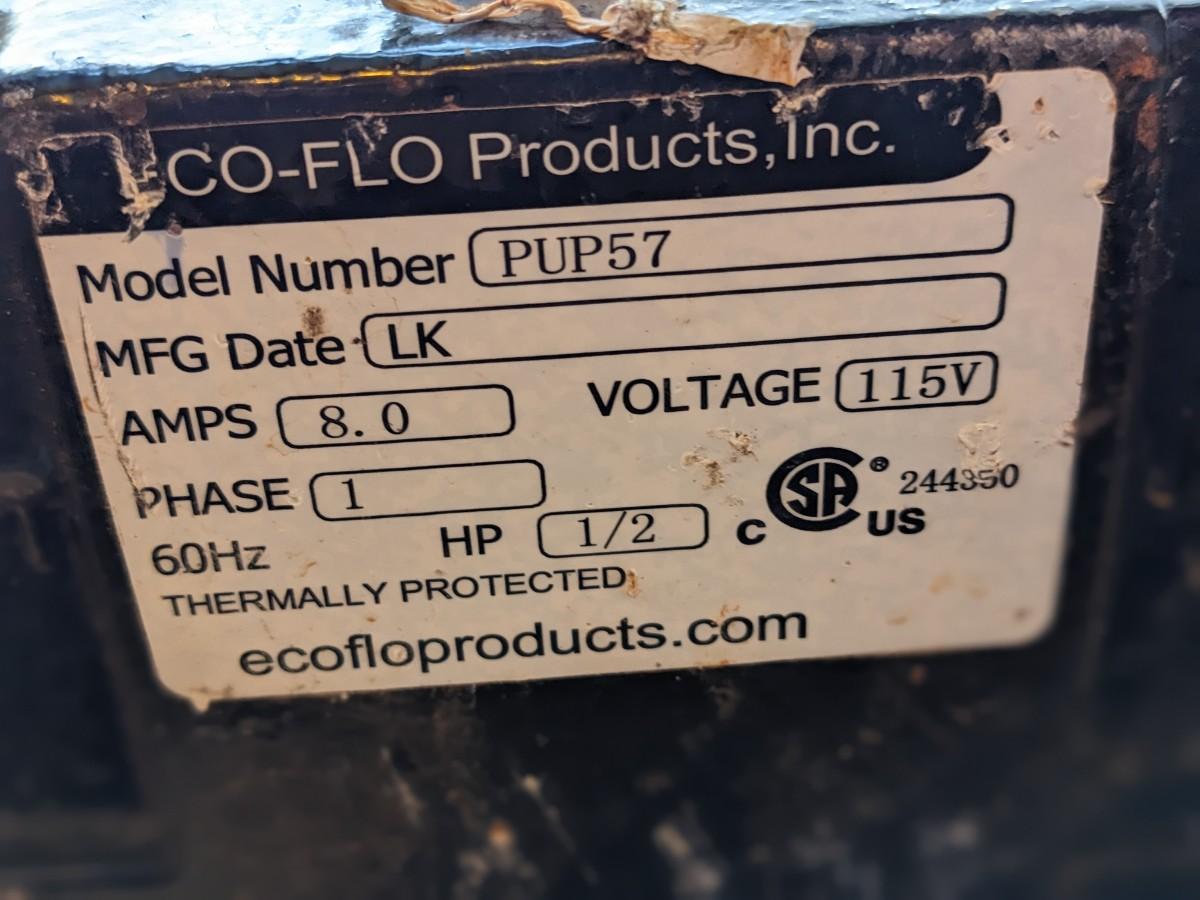 ECO-FLO Products, Inc.
Model Number PUP57
MFG Date LK
AMPS 8.0 VOLTAGE 115V
PHASE 1
60Hz HP 1/2 C SA ® US 244350
THERMALLY PROTECTED
ecofloproducts.com